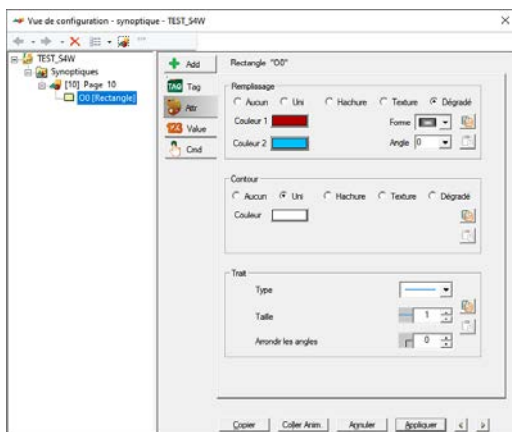 Vue de configuration - synoptique - TEST_S4W
TEST_S4W
Synoptiques
[10] Page 10
O0 [Rectangle]
Add
TAG Tag
Attr
Value
Cmd
Rectangle "O0"
Remplissage
Aucun Uni Hachure Texture Dégradé
Couleur 1 Forme
Couleur 2 Angle 0
Contour
Aucun Uni Hachure Texture Dégradé
Couleur
Trait
Type
Taille 1
Arrondir les angles 0
Copier Coller Anim. Annuler Appliquer < >